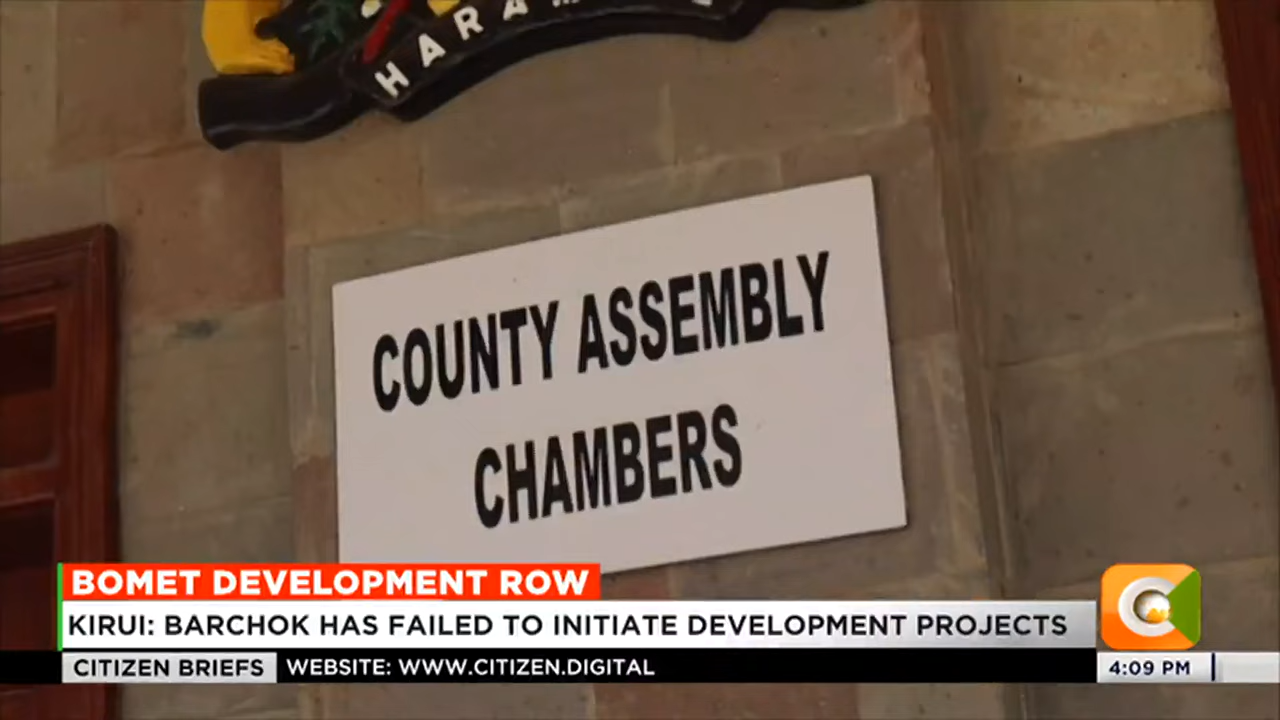 COUNTY ASSEMBLY
CHAMBERS
BOMET DEVELOPMENT ROW
KIRUI: BARCHOK HAS FAILED TO INITIATE DEVELOPMENT PROJECTS
CITIZEN BRIEFS WEBSITE: WWW.CITIZEN.DIGITAL 4:09 PM